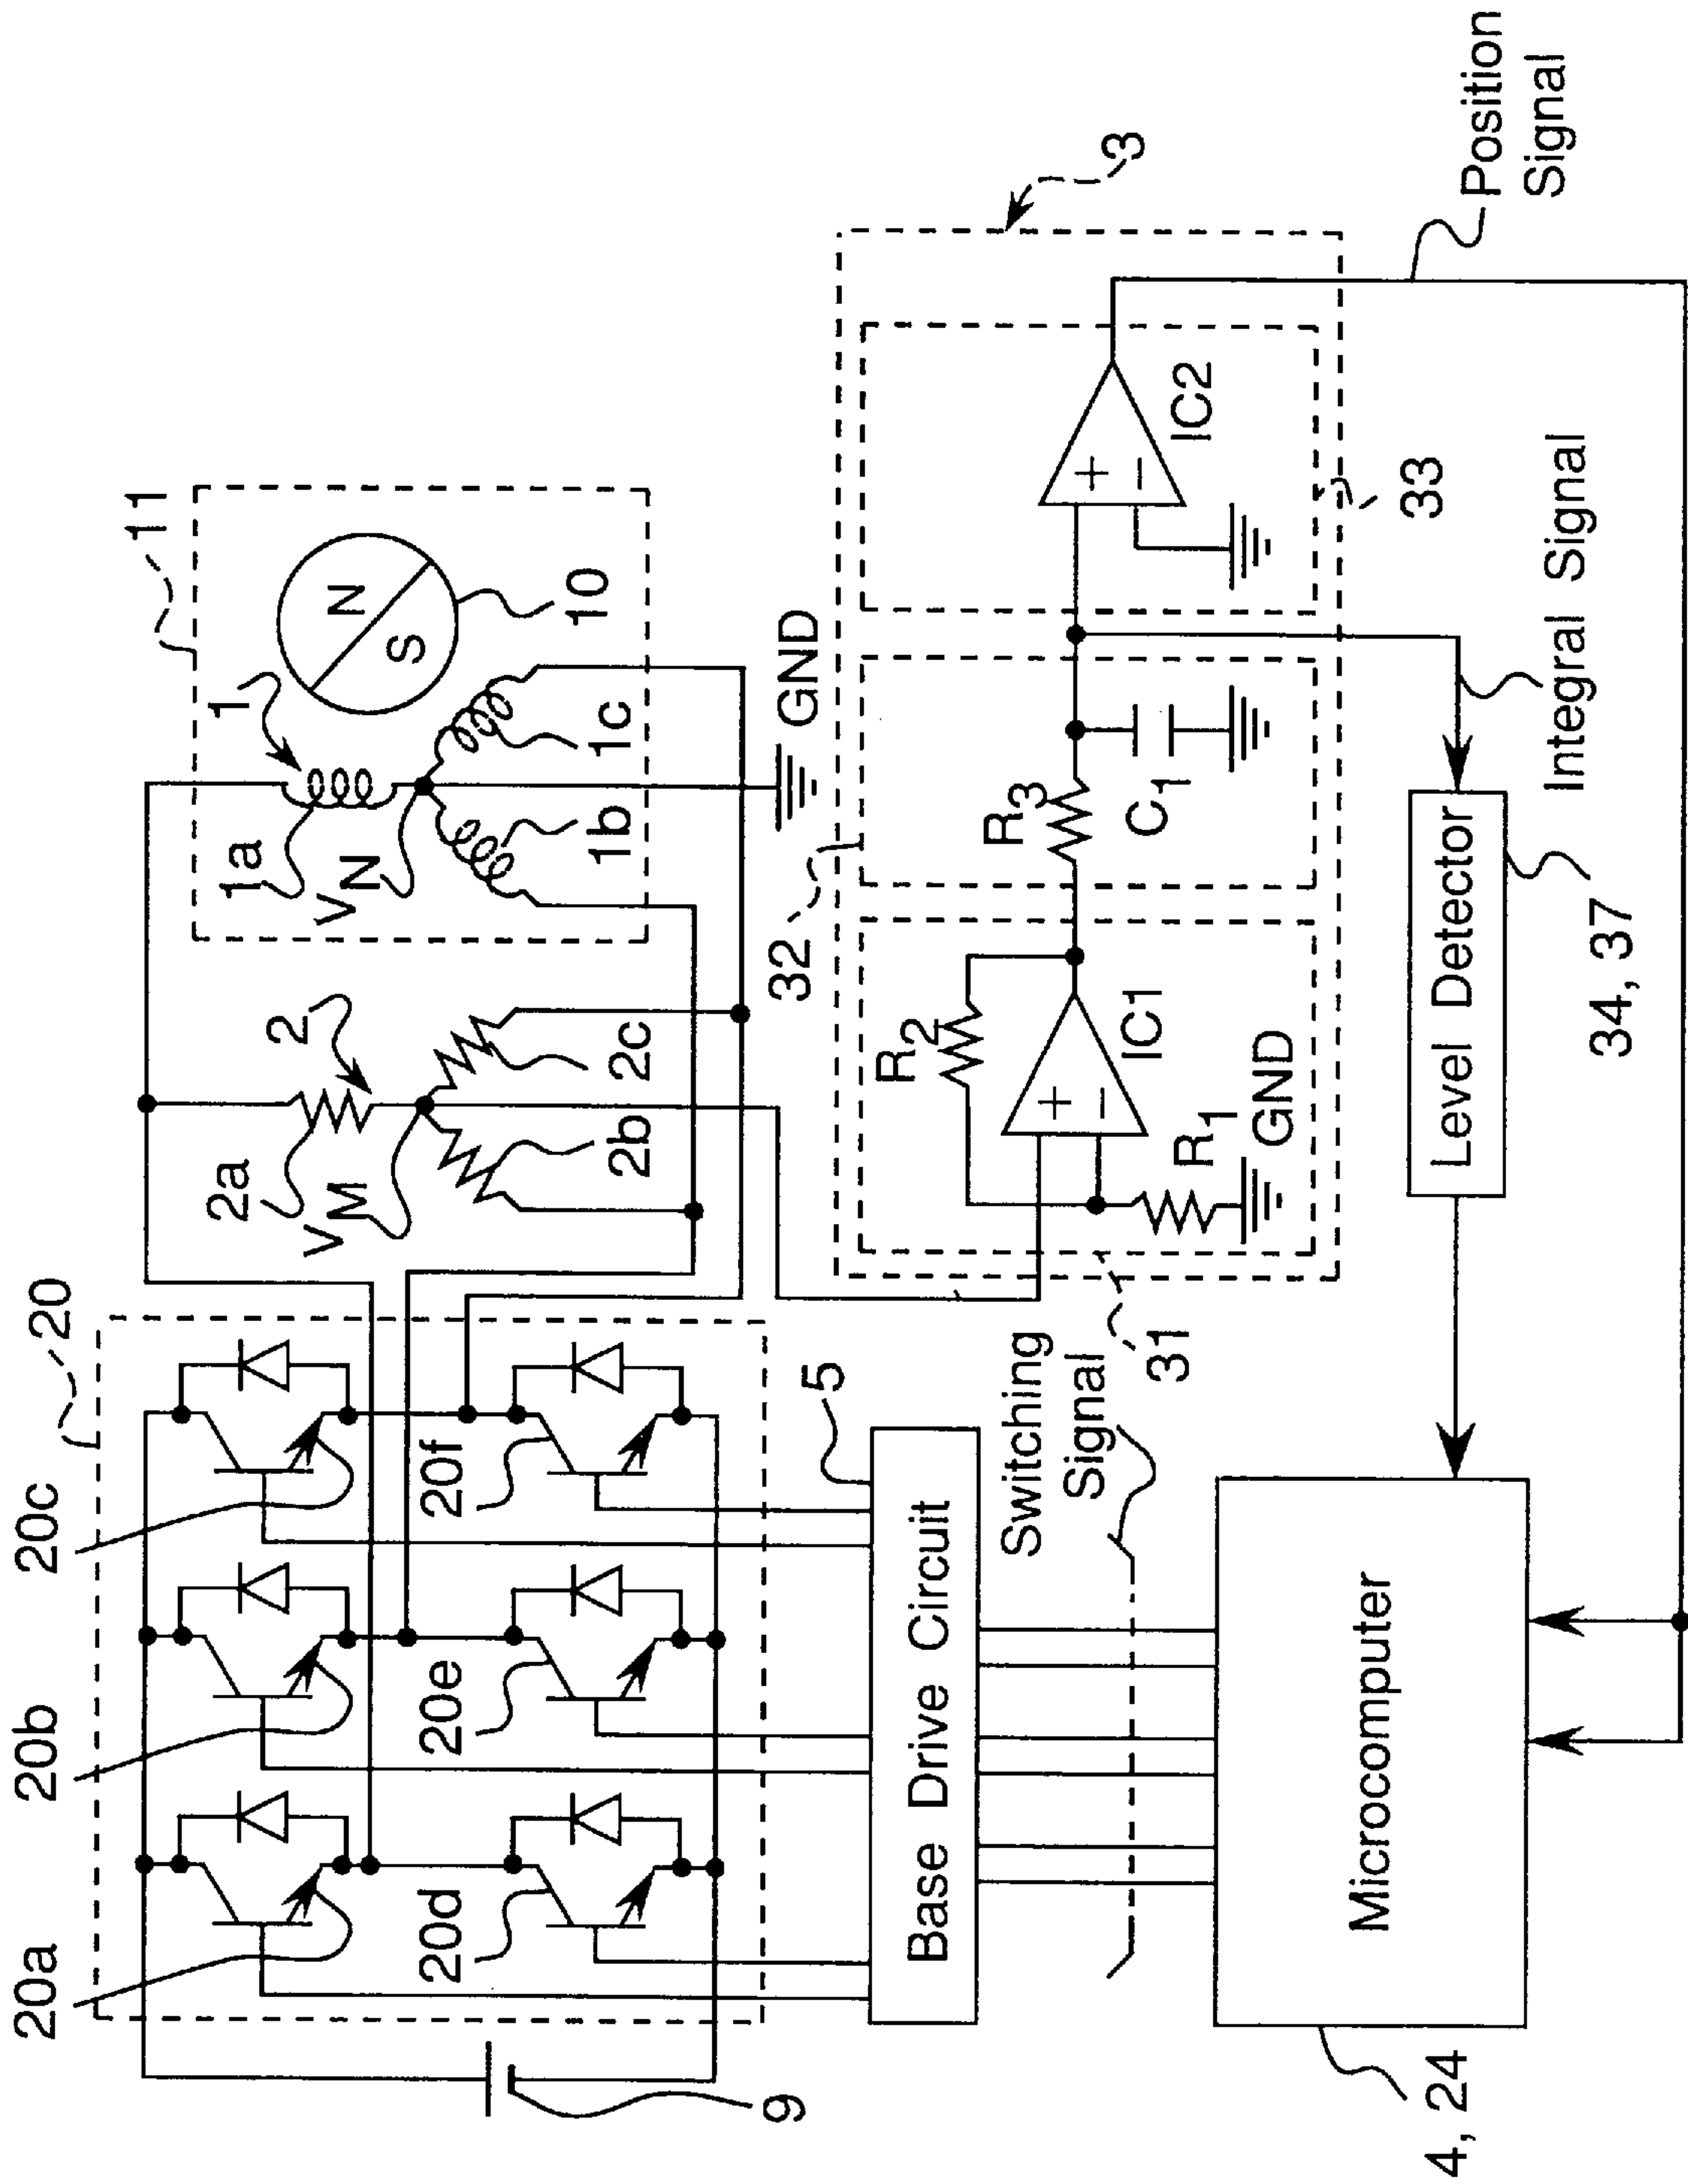 20a
20b
20c
20
20d
20e
20f
9
5
Base Drive Circuit
Switching
Signal
Microcomputer
4, 24
2
2a
2b
2c
VM
11
1
1a
1b
1c
VN
N
S
10
GND
3
31
R2
+
−
IC1
R1
GND
32
R3
C1
+
−
IC2
33
Position
Signal
Integral Signal
Level Detector
34, 37